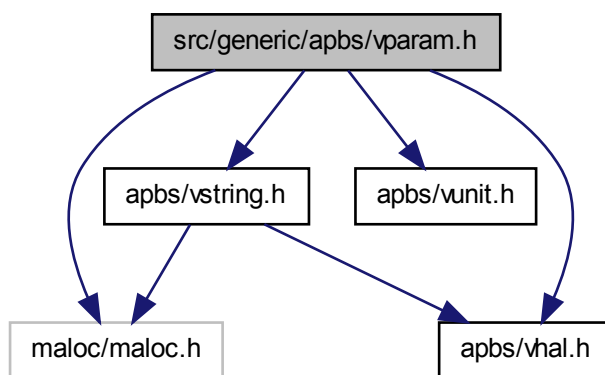 src/generic/apbs/vparam.h
apbs/vstring.h
apbs/vunit.h
maloc/maloc.h
apbs/vhal.h